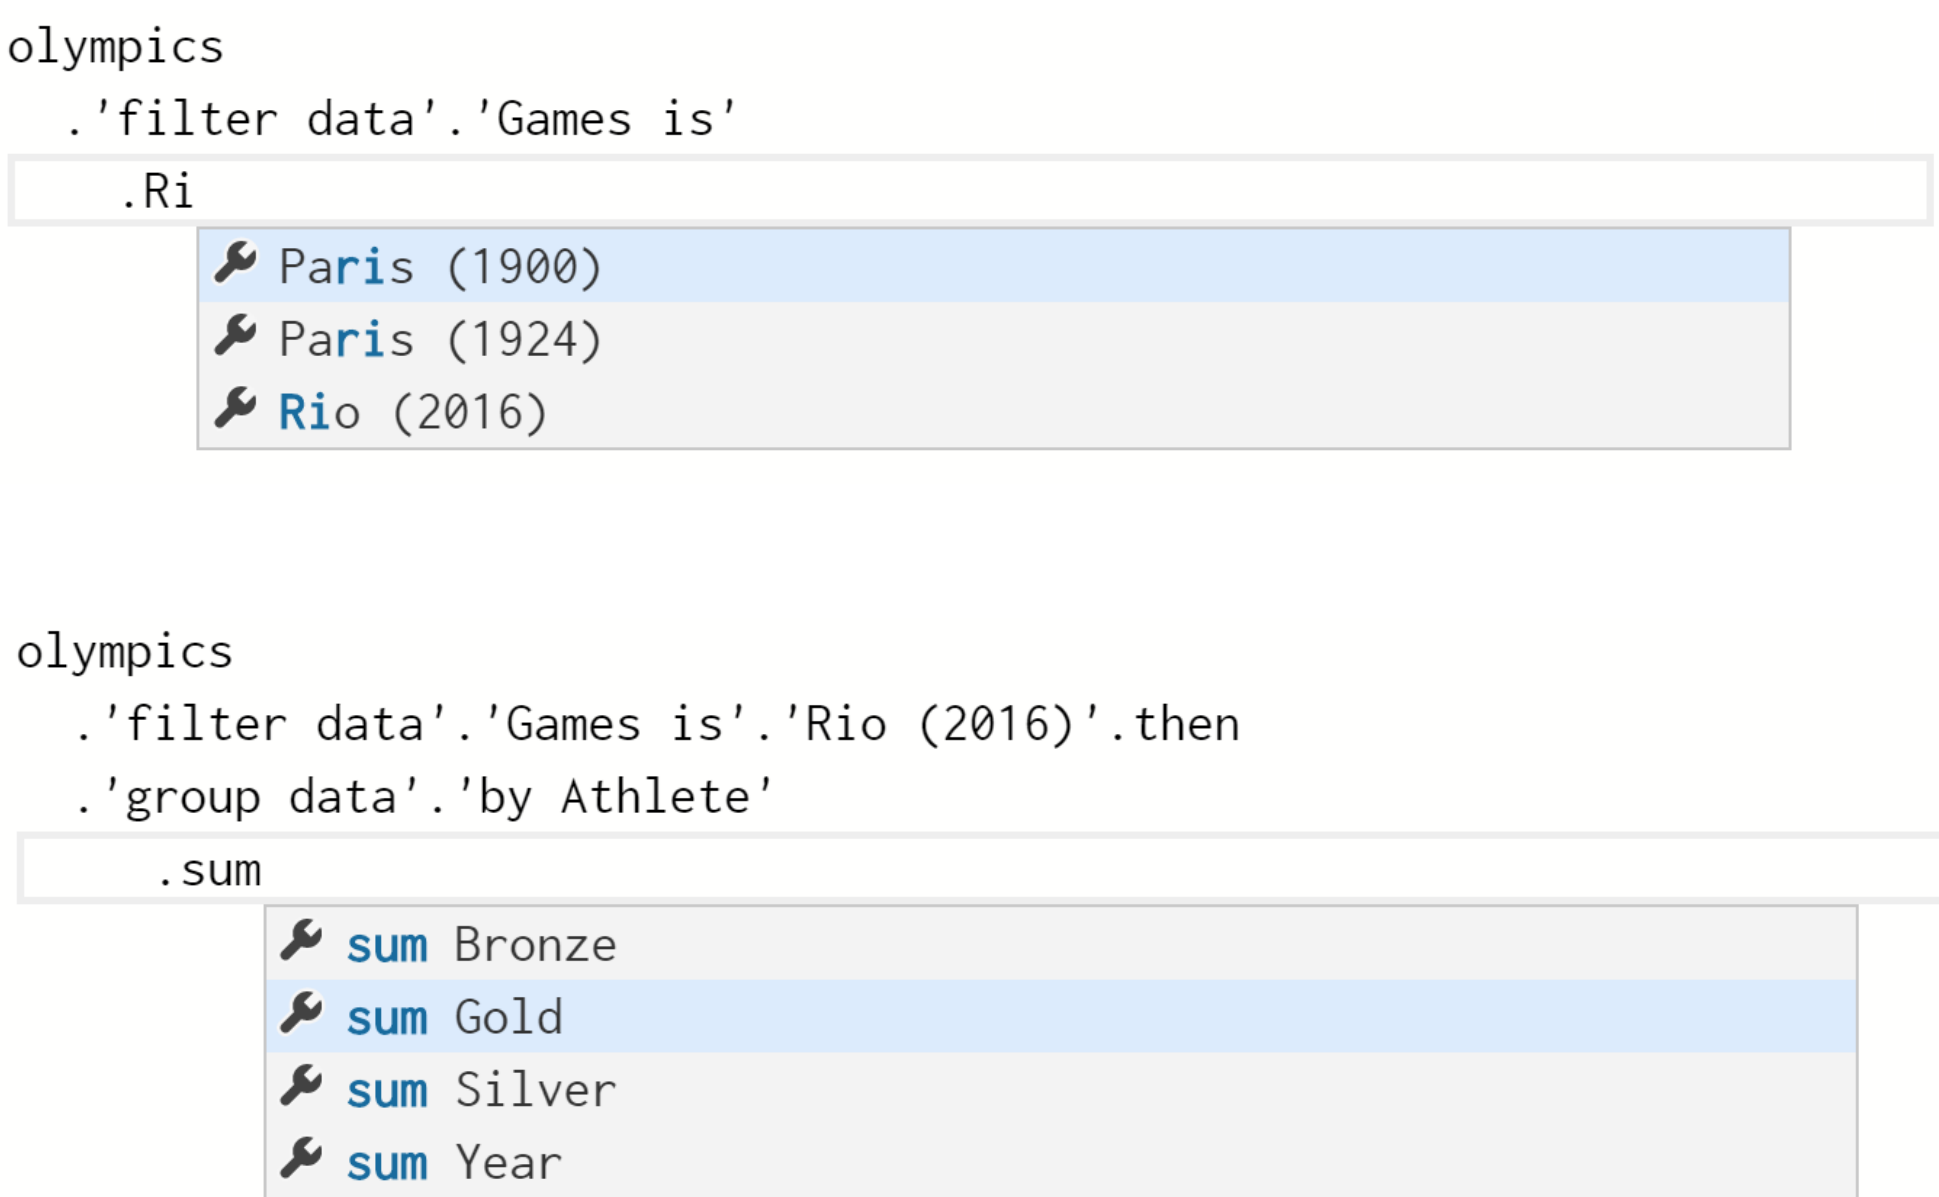 olympics
.'filter data'.'Games is'
.Ri
Paris (1900)
Paris (1924)
Rio (2016)
olympics
.'filter data'.'Games is'.'Rio (2016)'.then
.'group data'.'by Athlete'
.sum
sum Bronze
sum Gold
sum Silver
sum Year